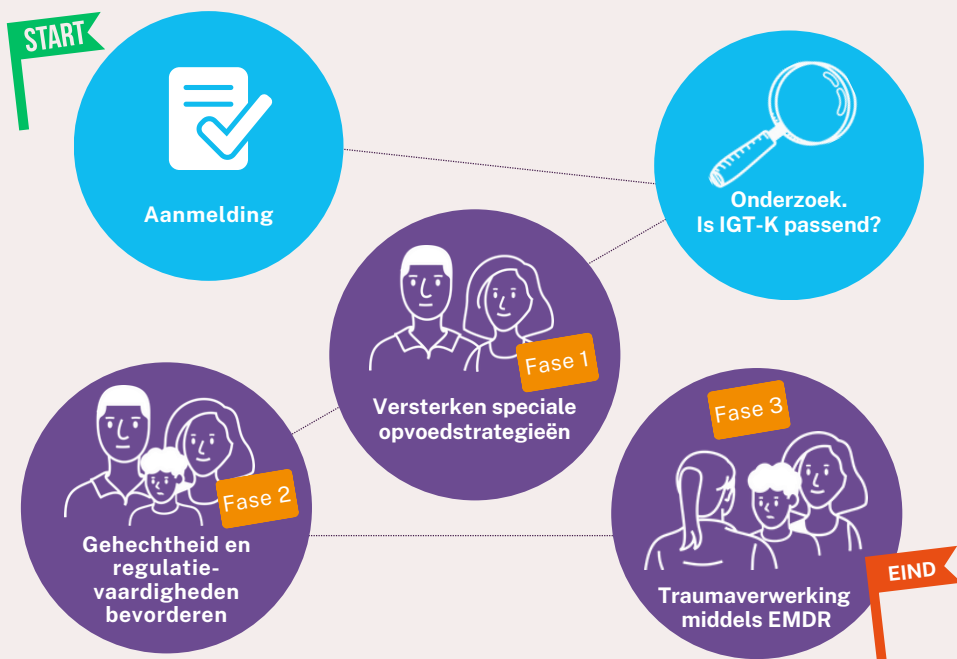 START
Aanmelding
Onderzoek.
Is IGT-K passend?
Fase 1
Versterken speciale
opvoedstrategieën
Fase 2
Gehechtheid en
regulatie-
vaardigheden
bevorderen
Fase 3
Traumaverwerking
middels EMDR
EIND